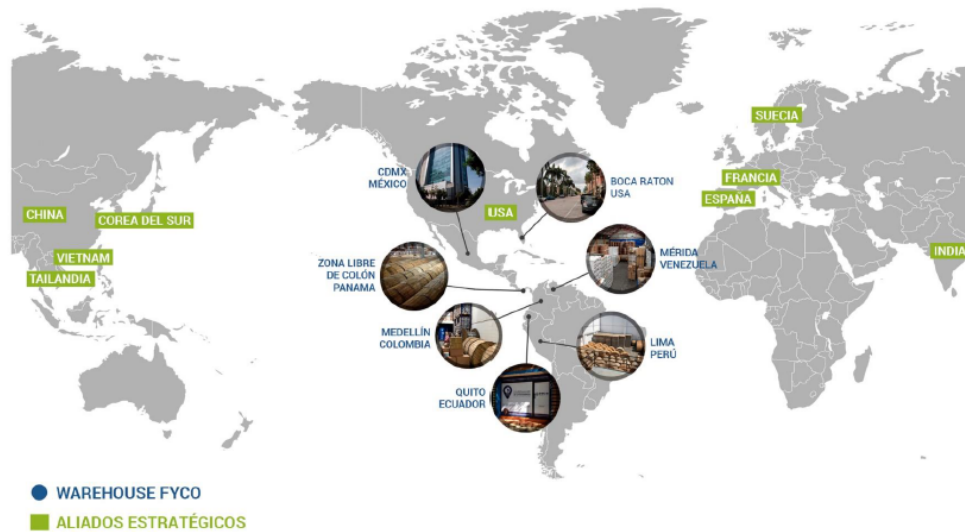 SUECIA
CDMX
MÉXICO
BOCA RATON
USA
FRANCIA
ESPAÑA
CHINA
COREA DEL SUR
USA
INDIA
VIETNAM
TAILANDIA
ZONA LIBRE
DE COLÓN
PANAMA
MÉRIDA
VENEZUELA
MEDELLÍN
COLOMBIA
LIMA
PERÚ
QUITO
ECUADOR
WAREHOUSE FYCO
ALIADOS ESTRATÉGICOS